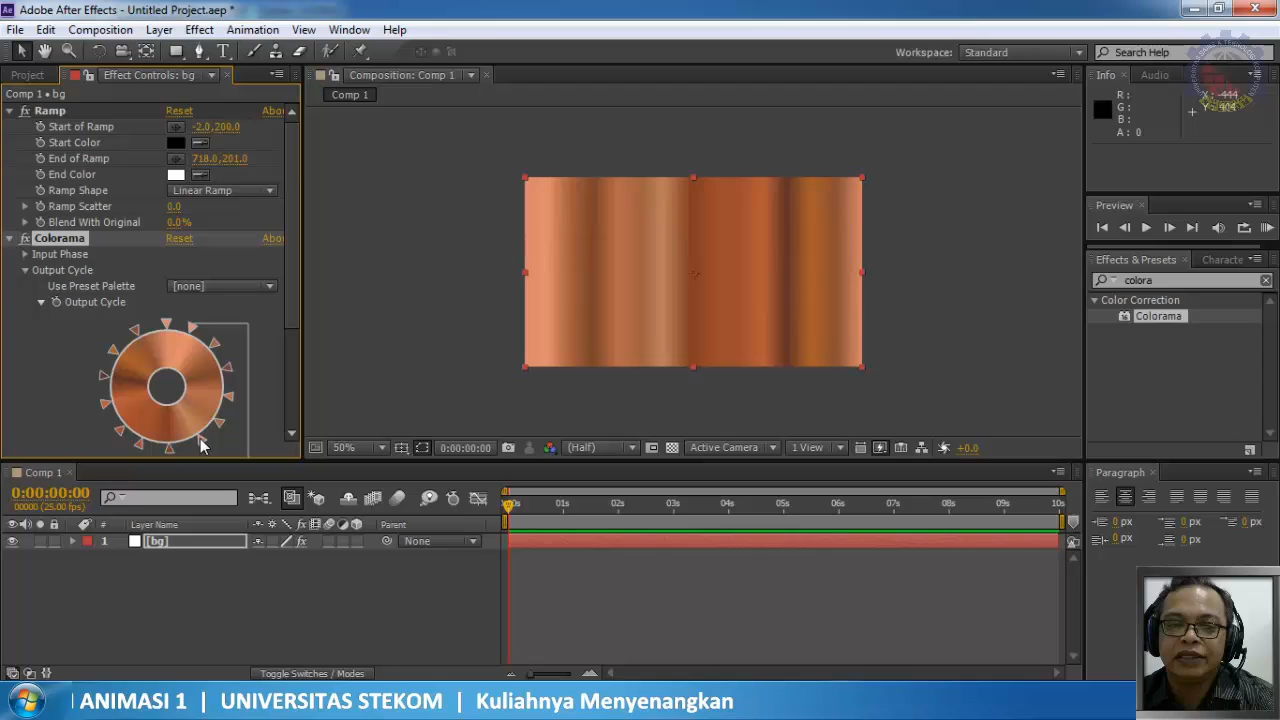 Adobe After Effects - Untitled Project.aep *
File Edit Composition Layer Effect Animation View Window Help
Workspace: Standard Search Help
Project Effect Controls: bg Composition: Comp 1 Info Audio
Comp 1 • bg
Comp 1
Ramp Reset Abou
Start of Ramp -2.0,200.0
Start Color
End of Ramp 718.0,201.0
End Color
Ramp Shape Linear Ramp
Ramp Scatter 0.0
Blend With Original 0.0%
Colorama Reset Abou
Input Phase
Output Cycle
Use Preset Palette [none]
Output Cycle
R :
G :
B :
A : 0
X : -444
Y : 404
Preview
Effects & Presets Characte
colora
Color Correction
Colorama
50% 0:00:00:00 (Half) Active Camera 1 View +0.0
Comp 1
0:00:00:00
00000 (25.00 fps)
# Layer Name Parent
1 [bg] None
01s 02s 03s 04s 05s 06s 07s 08s 09s 10s
Toggle Switches / Modes
Paragraph
0 px 0 px 0 px
0 px 0 px
ANIMASI 1 | UNIVERSITAS STEKOM | Kuliahnya Menyenangkan